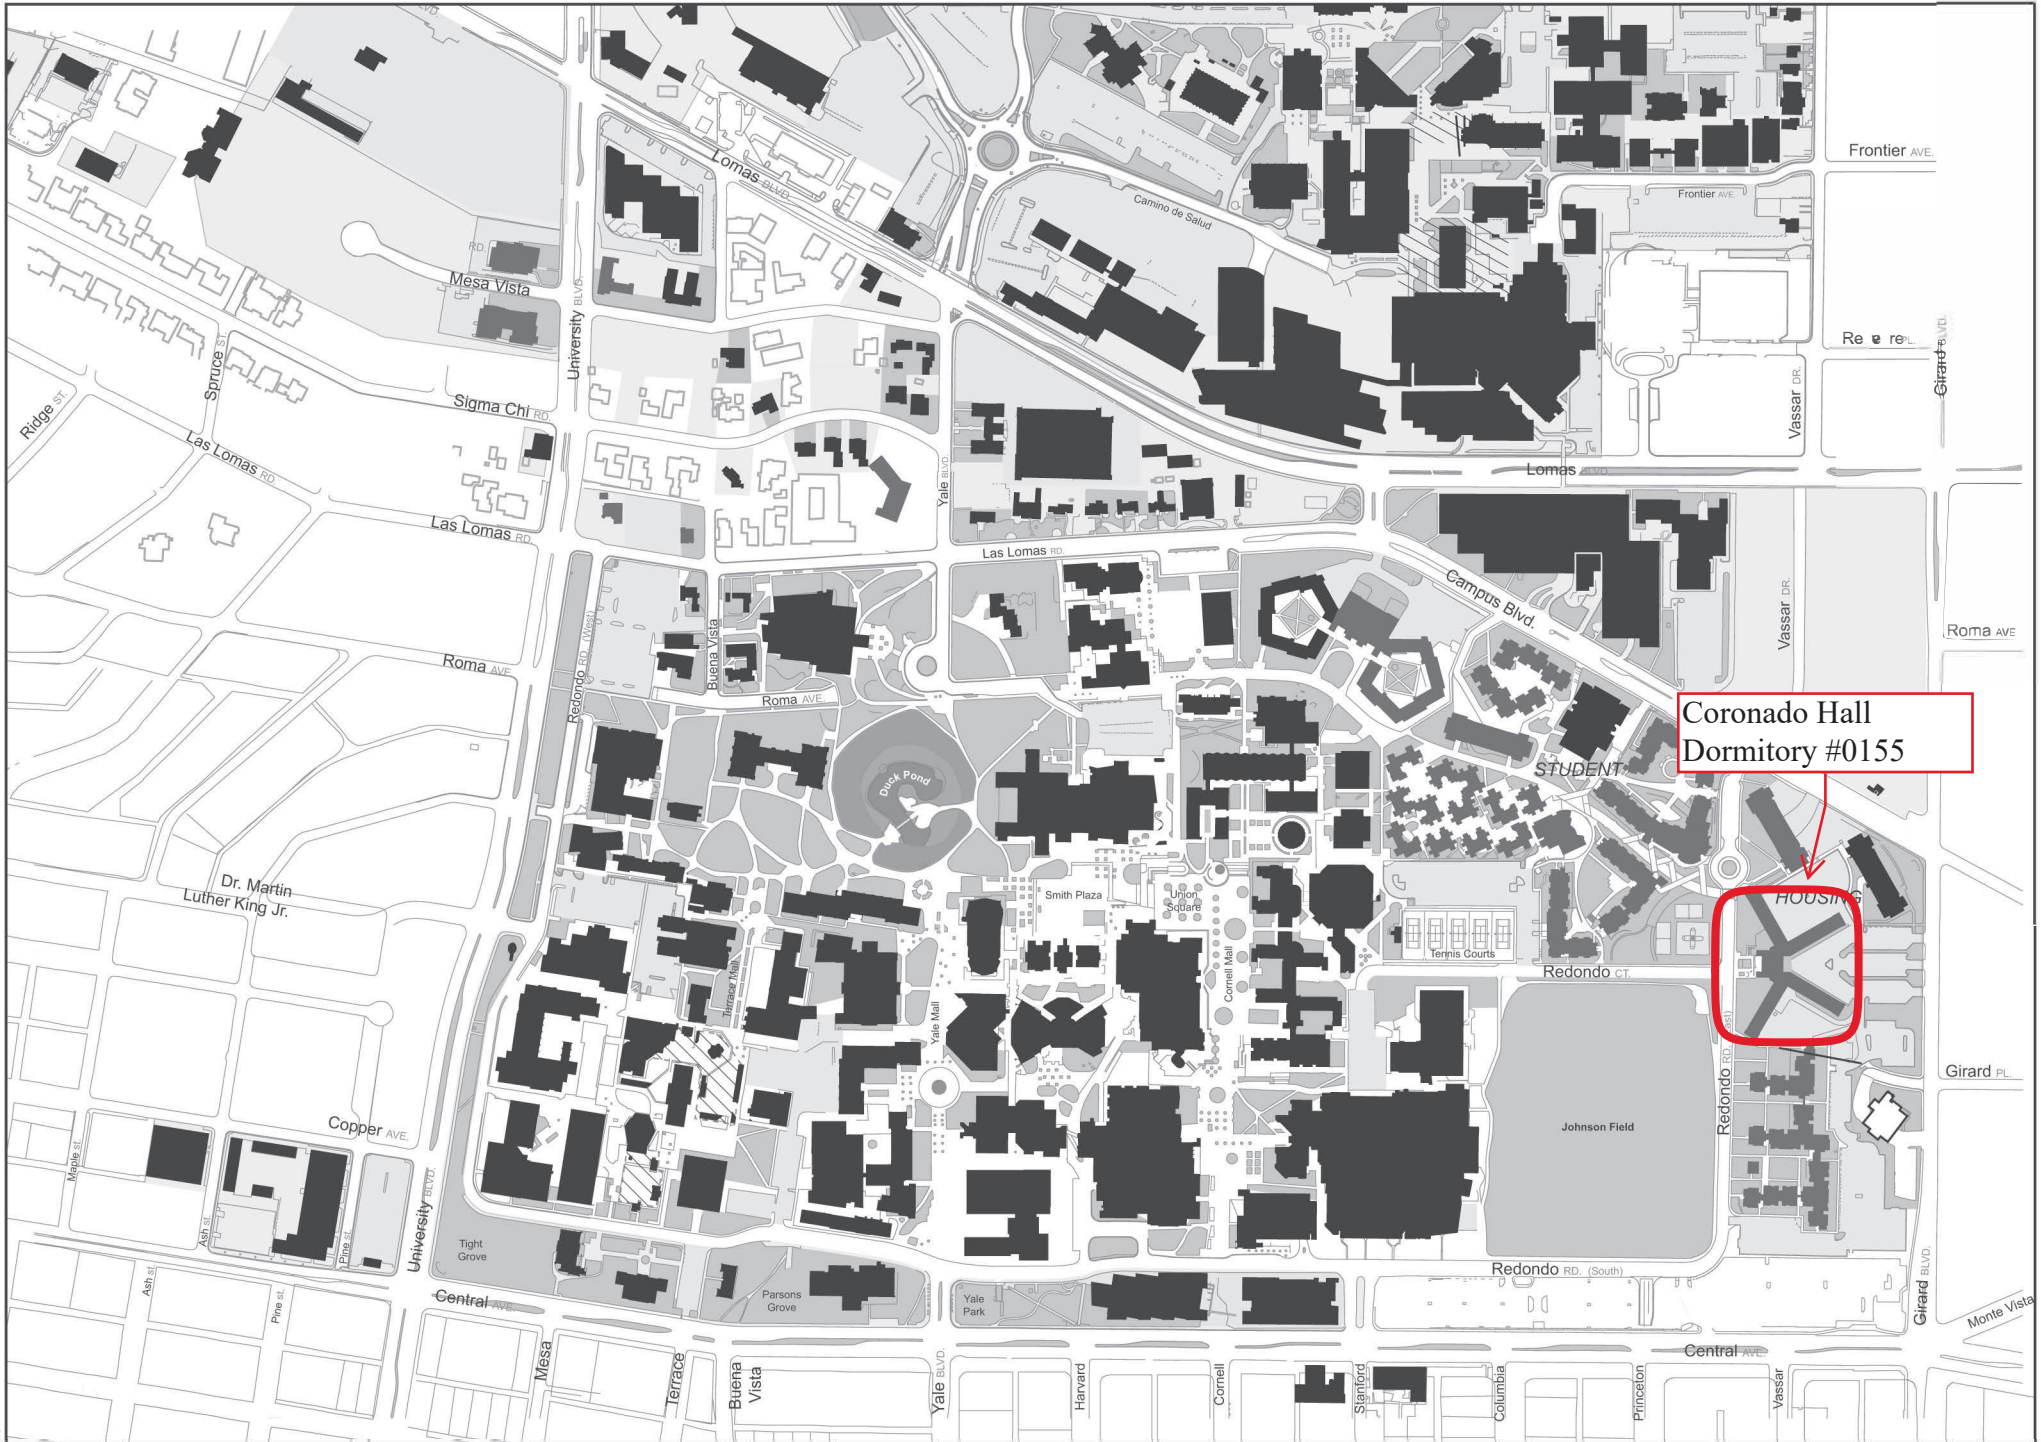 Frontier AVE.
Frontier AVE.
Lomas BLVD.
Camino de Salud
RD.
Mesa Vista
University BLVD.
Re e re PL.
Girard BLVD.
Spruce ST.
Vassar DR.
Ridge ST.
Sigma Chi RD
Las Lomas RD.
Yale BLVD.
Lomas BLVD.
Las Lomas RD.
Las Lomas RD.
Campus Blvd.
Vassar DR.
Roma AVE
Roma AVE.
Redondo RD. (West)
Buena Vista
Roma AVE.
Coronado Hall
Dormitory #0155
STUDENT
Duck Pond
Dr. Martin
Luther King Jr.
Smith Plaza
Union
Square
HOUSING
Tennis Courts
Redondo CT.
Terrace Mall
Yale Mall
Cornell Mall
Redondo RD. (East)
Girard PL.
Copper AVE.
Johnson Field
Maple st.
Ash st.
Pine st.
University BLVD.
Tight
Grove
Redondo RD. (South)
Girard BLVD.
Ash st.
Pine st.
Central AVE.
Parsons
Grove
Yale
Park
Monte Vista
Central AVE.
Mesa
Terrace
Buena
Vista
Yale BLVD.
Harvard
Cornell
Stanford
Columbia
Princeton
Vassar